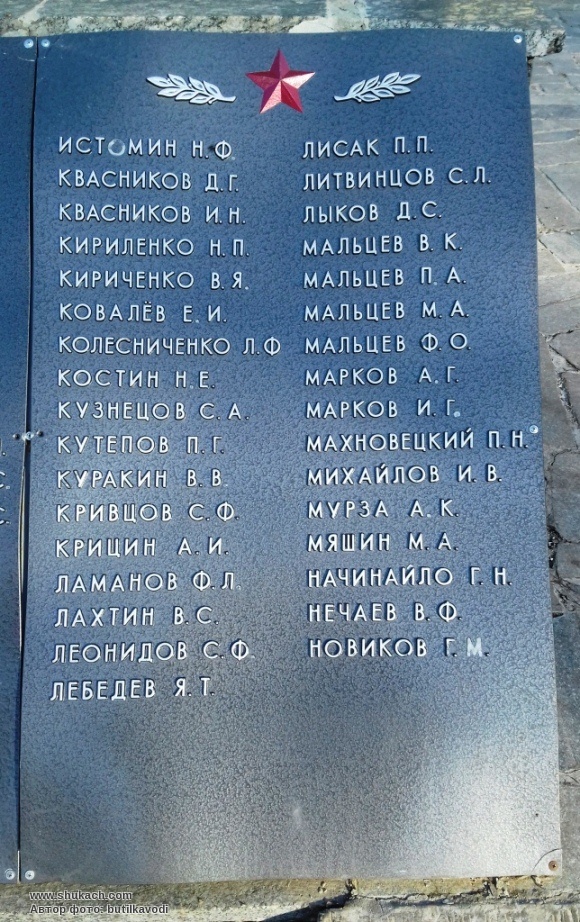 ИСТОМИН Н.Ф.
КВАСНИКОВ Д.Г.
КВАСНИКОВ И.Н.
КИРИЛЕНКО Н.П.
КИРИЧЕНКО В.Я.
КОВАЛЁВ Е.И.
КОЛЕСНИЧЕНКО Л.Ф
КОСТИН Н.Е.
КУЗНЕЦОВ С.А.
КУТЕПОВ П.Г.
КУРАКИН В.В.
КРИВЦОВ С.Ф.
КРИЦИН А.И.
ЛАМАНОВ Ф.Л.
ЛАХТИН В.С.
ЛЕОНИДОВ С.Ф.
ЛЕБЕДЕВ Я.Т.
ЛИСАК П.П.
ЛИТВИНЦОВ С.Л.
ЛЫКОВ Д.С.
МАЛЬЦЕВ В.К.
МАЛЬЦЕВ П.А.
МАЛЬЦЕВ М.А.
МАЛЬЦЕВ Ф.О.
МАРКОВ А.Г.
МАРКОВ И.Г.
МАХНОВЕЦКИЙ П.Н.
МИХАЙЛОВ И.В.
МУРЗА А.К.
МЯШИН М.А.
НАЧИНАЙЛО Г.Н.
НЕЧАЕВ В.Ф.
НОВИКОВ Г.М.
www.shukach.com
Автор фото: butilkavodi